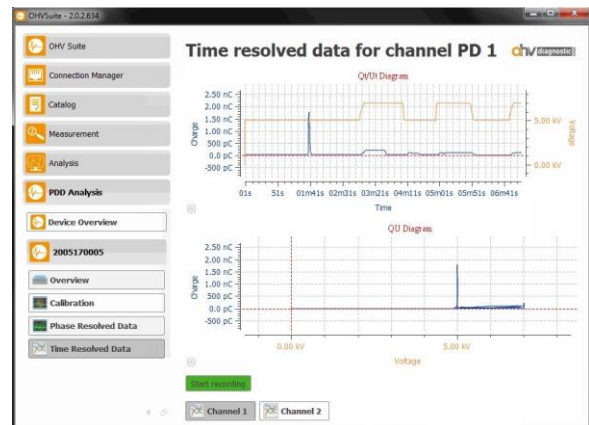 OHVSuite - 2.0.2.634
OHV Suite
Connection Manager
Catalog
Measurement
Analysis
PDD Analysis
Device Overview
2005170005
Overview
Calibration
Phase Resolved Data
Time Resolved Data
Time resolved data for channel PD 1
ohv diagnostic
Qt/Ut Diagram
2.50 nC
2.00 nC
1.50 nC
1.00 nC
500 pC
0.0 pC
-500 pC
Charge
5.00 kV
0.00 kV
Voltage
01s 51s 01m41s 02m31s 03m21s 04m11s 05m01s 05m51s 06m41s
Time
QU Diagram
2.50 nC
2.00 nC
1.50 nC
1.00 nC
500 pC
0.0 pC
-500 pC
Charge
0.00 kV 5.00 kV
Voltage
Start recording
Channel 1 Channel 2